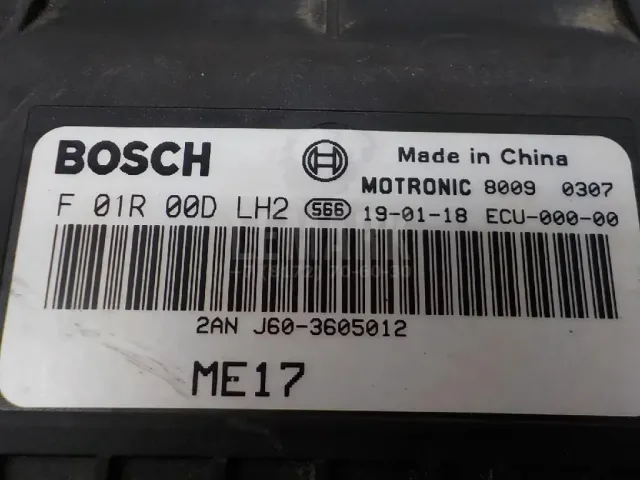 BOSCH
Made in China
MOTRONIC 8009 0307
F 01R 00D LH2 566 19-01-18 ECU-000-00
2AN J60-3605012
ME17